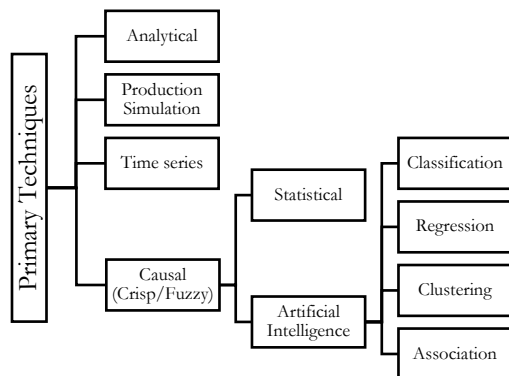 Primary Techniques
Analytical
Production
Simulation
Time series
Causal
(Crisp/Fuzzy)
Statistical
Artificial
Intelligence
Classification
Regression
Clustering
Association